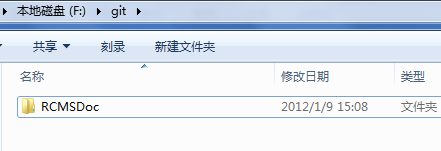 本地磁盘 (F:) ▸ git ▸
共享 ▼ 刻录 新建文件夹
名称 修改日期 类型
RCMSDoc 2012/1/9 15:08 文件夹